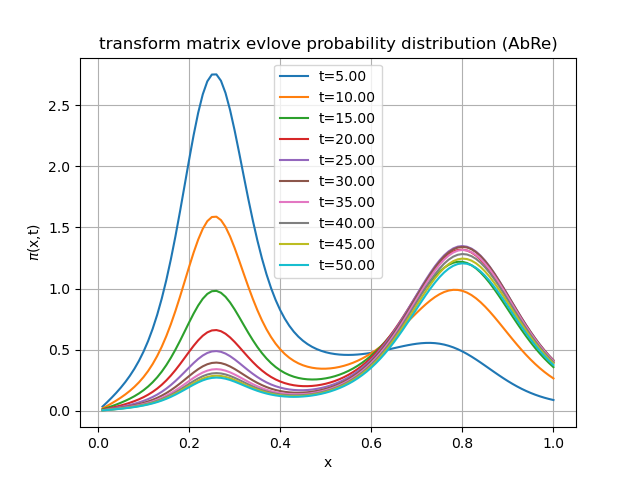 transform matrix evlove probability distribution (AbRe)
t=5.00
t=10.00
t=15.00
t=20.00
t=25.00
t=30.00
t=35.00
t=40.00
t=45.00
t=50.00
2.5
2.0
1.5
1.0
0.5
0.0
π(x,t)
0.0 0.2 0.4 0.6 0.8 1.0
x